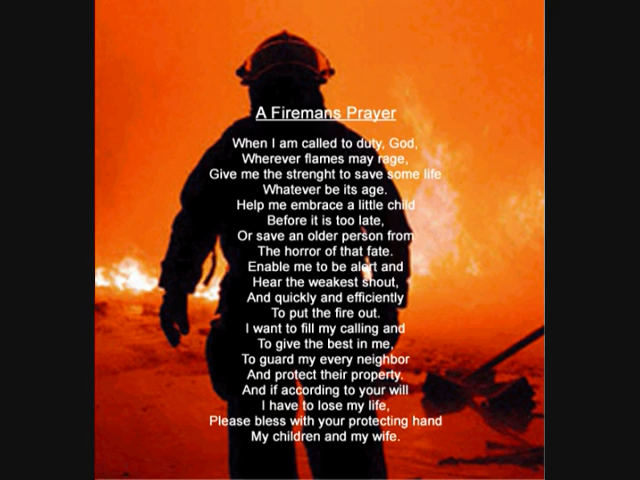 A Firemans Prayer
When I am called to duty, God,
Wherever flames may rage,
Give me the strenght to save some life
Whatever be its age.
Help me embrace a little child
Before it is too late,
Or save an older person from
The horror of that fate.
Enable me to be alert and
Hear the weakest shout,
And quickly and efficiently
To put the fire out.
I want to fill my calling and
To give the best in me,
To guard my every neighbor
And protect their property.
And if according to your will
I have to lose my life,
Please bless with your protecting hand
My children and my wife.